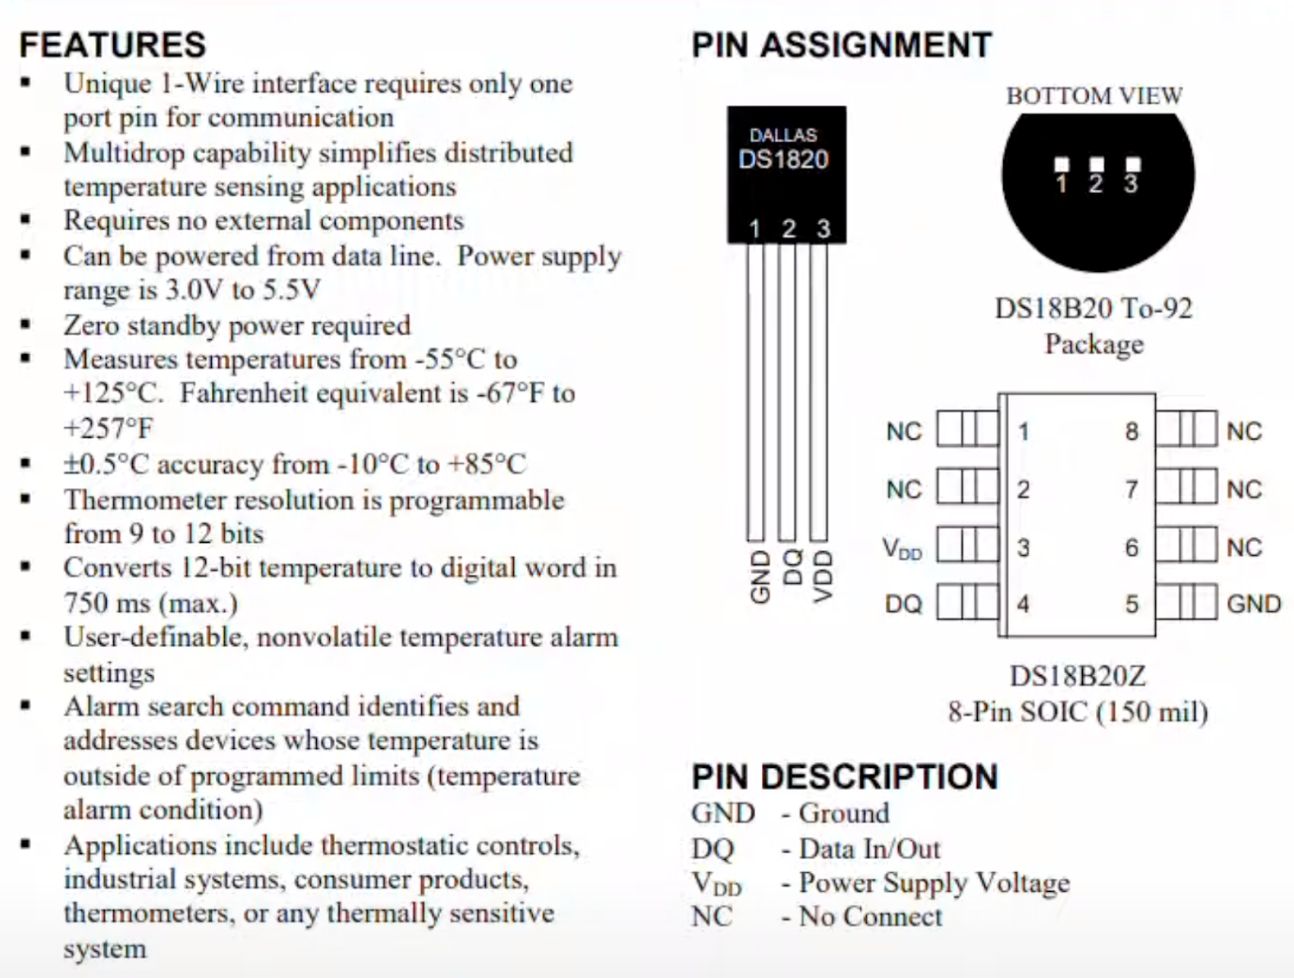 FEATURES
▪ Unique 1-Wire interface requires only one
port pin for communication
▪ Multidrop capability simplifies distributed
temperature sensing applications
▪ Requires no external components
▪ Can be powered from data line. Power supply
range is 3.0V to 5.5V
▪ Zero standby power required
▪ Measures temperatures from -55°C to
+125°C. Fahrenheit equivalent is -67°F to
+257°F
▪ ±0.5°C accuracy from -10°C to +85°C
▪ Thermometer resolution is programmable
from 9 to 12 bits
▪ Converts 12-bit temperature to digital word in
750 ms (max.)
▪ User-definable, nonvolatile temperature alarm
settings
▪ Alarm search command identifies and
addresses devices whose temperature is
outside of programmed limits (temperature
alarm condition)
▪ Applications include thermostatic controls,
industrial systems, consumer products,
thermometers, or any thermally sensitive
system
PIN ASSIGNMENT
DALLAS
DS1820
1 2 3
GND DQ VDD
BOTTOM VIEW
1 2 3
DS18B20 To-92
Package
NC 1 8 NC
NC 2 7 NC
VDD 3 6 NC
DQ 4 5 GND
DS18B20Z
8-Pin SOIC (150 mil)
PIN DESCRIPTION
GND - Ground
DQ - Data In/Out
VDD - Power Supply Voltage
NC - No Connect